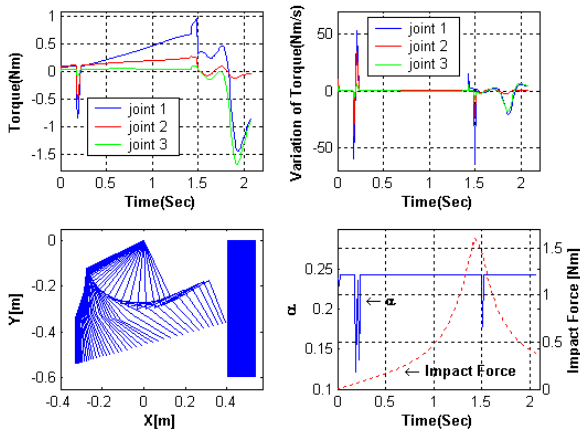 Torque(Nm)
1
0.5
0
-0.5
-1
-1.5
joint 1
joint 2
joint 3
0
0.5
1
1.5
2
Time(Sec)
Variation of Torque(Nm/s)
50
0
-50
joint 1
joint 2
joint 3
0
0.5
1
1.5
2
Time(Sec)
Y[m]
0
-0.2
-0.4
-0.6
-0.4
-0.2
0
0.2
0.4
X[m]
α
0.25
0.2
0.15
0.1
← α
← Impact Force
0
0.5
1
1.5
2
Time(Sec)
1.5
1
0.5
0
Impact Force [Nm]